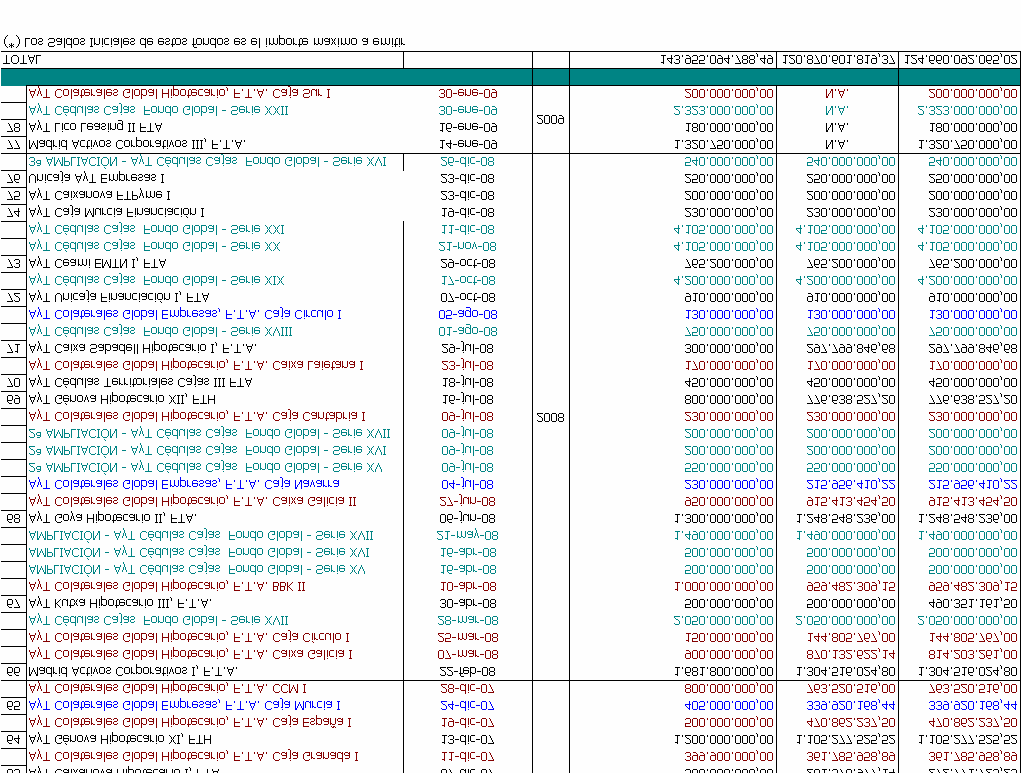 AyT Caixanova Hipotecario I, FTA
AyT Colaterales Global Hipotecario, F.T.A. Caja Granada I 11-dic-07 399.900.000,00 361.785.958,89 361.785.958,89
64 AyT Génova Hipotecario XI, FTH 13-dic-07 1.200.000.000,00 1.105.277.525,52 1.105.277.525,52
AyT Colaterales Global Hipotecario, F.T.A. Caja España I 19-dic-07 500.000.000,00 470.862.237,50 470.862.237,50
65 AyT Colaterales Global Empresas, F.T.A. Caja Murcia I 24-dic-07 405.000.000,00 339.920.168,44 339.920.168,44
AyT Colaterales Global Hipotecario, F.T.A. CCM I 28-dic-07 800.000.000,00 763.520.516,00 763.520.516,00
66 Madrid Activos Corporativos I, F.T.A. 22-feb-08 1.681.800.000,00 1.304.516.024,80 1.304.516.024,80
AyT Colaterales Global Hipotecario, F.T.A. Caixa Galicia I 07-mar-08 900.000.000,00 870.132.622,14 814.203.261,00
AyT Colaterales Global Hipotecario, F.T.A. Caja Círculo I 25-mar-08 150.000.000,00 144.805.767,00 144.805.767,00
AyT Cédulas Cajas Fondo Global - Serie XVII 28-mar-08 2.050.000.000,00 2.050.000.000,00 2.050.000.000,00
67 AyT Kutxa Hipotecario III, F.T.A. 30-abr-08 500.000.000,00 500.000.000,00 490.351.161,50
AyT Colaterales Global Hipotecario, F.T.A. BBK II 10-abr-08 1.000.000.000,00 959.482.309,15 959.482.309,15
AMPLIACIÓN - AyT Cédulas Cajas Fondo Global - Serie XV 16-abr-08 500.000.000,00 500.000.000,00 500.000.000,00
AMPLIACIÓN - AyT Cédulas Cajas Fondo Global - Serie XVI 16-abr-08 500.000.000,00 500.000.000,00 500.000.000,00
AMPLIACIÓN - AyT Cédulas Cajas Fondo Global - Serie XVII 21-may-08 1.490.000.000,00 1.490.000.000,00 1.490.000.000,00
68 AyT Goya Hipotecario II, FTA. 06-jun-08 1.300.000.000,00 1.248.548.236,00 1.248.548.236,00
AyT Colaterales Global Hipotecario, F.T.A. Caixa Galicia II 27-jun-08 950.000.000,00 915.413.454,50 915.413.454,50
AyT Colaterales Global Empresas, F.T.A. Caja Navarra 04-jul-08 230.000.000,00 215.956.410,22 215.956.410,22
2ª AMPLIACIÓN - AyT Cédulas Cajas Fondo Global - Serie XV 09-jul-08 550.000.000,00 550.000.000,00 550.000.000,00
2ª AMPLIACIÓN - AyT Cédulas Cajas Fondo Global - Serie XVI 09-jul-08 200.000.000,00 200.000.000,00 200.000.000,00
2ª AMPLIACIÓN - AyT Cédulas Cajas Fondo Global - Serie XVII 09-jul-08 200.000.000,00 200.000.000,00 200.000.000,00
AyT Colaterales Global Hipotecario, F.T.A. Caja Cantabria I 09-jul-08 2008 230.000.000,00 230.000.000,00 230.000.000,00
69 AyT Génova Hipotecario XII, FTH 16-jul-08 800.000.000,00 776.638.527,20 776.638.527,20
70 AyT Cédulas Territoriales Cajas III FTA 18-jul-08 450.000.000,00 450.000.000,00 450.000.000,00
AyT Colaterales Global Hipotecario, F.T.A. Caixa Laietana I 23-jul-08 170.000.000,00 170.000.000,00 170.000.000,00
71 AyT Caixa Sabadell Hipotecario I, F.T.A. 29-jul-08 300.000.000,00 297.799.846,68 297.799.846,68
AyT Cédulas Cajas Fondo Global - Serie XVIII 01-ago-08 750.000.000,00 750.000.000,00 750.000.000,00
AyT Colaterales Global Empresas, F.T.A. Caja Circulo I 05-ago-08 130.000.000,00 130.000.000,00 130.000.000,00
72 AyT Unicaja Financiación I, FTA 07-oct-08 910.000.000,00 910.000.000,00 910.000.000,00
AyT Cédulas Cajas Fondo Global - Serie XIX 17-oct-08 4.200.000.000,00 4.200.000.000,00 4.200.000.000,00
73 AyT Ceami EMTN I, FTA 29-oct-08 765.200.000,00 765.200.000,00 765.200.000,00
AyT Cédulas Cajas Fondo Global - Serie XX 21-nov-08 4.105.000.000,00 4.105.000.000,00 4.105.000.000,00
AyT Cédulas Cajas Fondo Global - Serie XXI 11-dic-08 4.105.000.000,00 4.105.000.000,00 4.105.000.000,00
74 AyT Caja Murcia Financiación I 19-dic-08 230.000.000,00 230.000.000,00 230.000.000,00
75 AyT Caixanova FTPyme I 23-dic-08 200.000.000,00 200.000.000,00 200.000.000,00
76 Unicaja AyT Empresas I 23-dic-08 250.000.000,00 250.000.000,00 250.000.000,00
3ª AMPLIACIÓN - AyT Cédulas Cajas Fondo Global - Serie XVI 26-dic-08 540.000.000,00 540.000.000,00 540.000.000,00
77 Madrid Activos Corporativos III, F.T.A. 14-ene-09 1.320.750.000,00 N.A. 1.320.750.000,00
78 AyT Lico Leasing II FTA 16-ene-09 2009 180.000.000,00 N.A. 180.000.000,00
AyT Cédulas Cajas Fondo Global - Serie XXII 30-ene-09 2.323.000.000,00 N.A. 2.323.000.000,00
AyT Colaterales Global Hipotecario, F.T.A. Caja Sur I 30-ene-09 200.000.000,00 N.A. 200.000.000,00
TOTAL 143.955.094.788,49 120.870.601.819,37 124.660.092.065,02
(*) Los Saldos Iniciales de estos fondos es el importe maximo a emitir